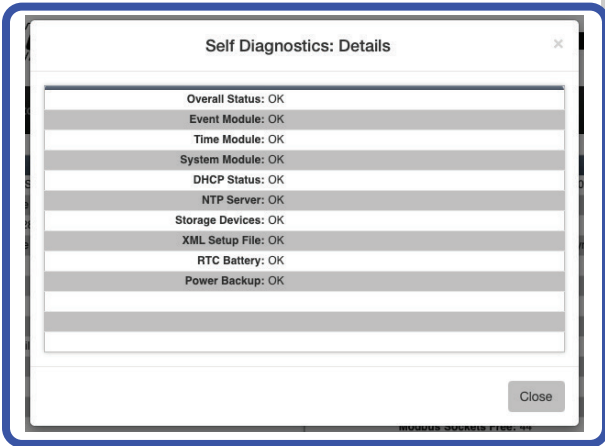 Self Diagnostics: Details
×
Overall Status: OK
Event Module: OK
Time Module: OK
System Module: OK
DHCP Status: OK
NTP Server: OK
Storage Devices: OK
XML Setup File: OK
RTC Battery: OK
Power Backup: OK
Close
Modbus Sockets Free: 44